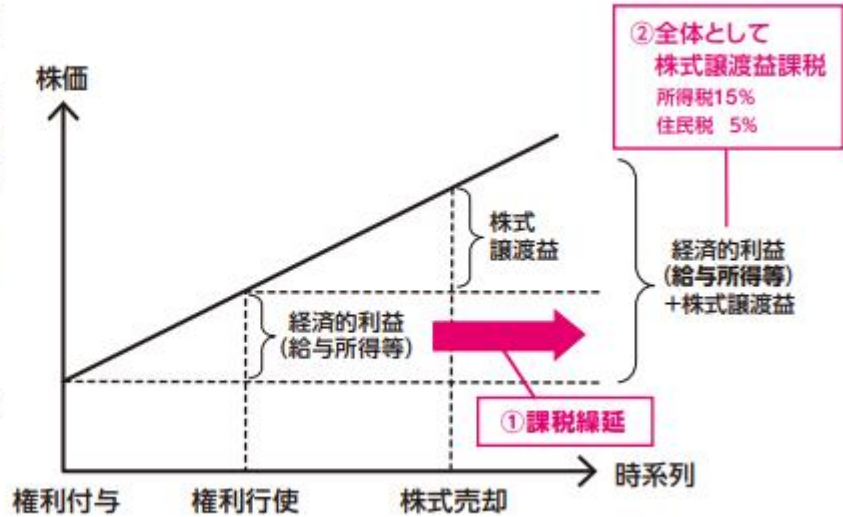 ②全体として
株式譲渡益課税
所得税15%
住民税 5%
株価
株式
譲渡益
経済的利益
(給与所得等)
経済的利益
(給与所得等)
+株式譲渡益
①課税繰延
時系列
権利付与
権利行使
株式売却